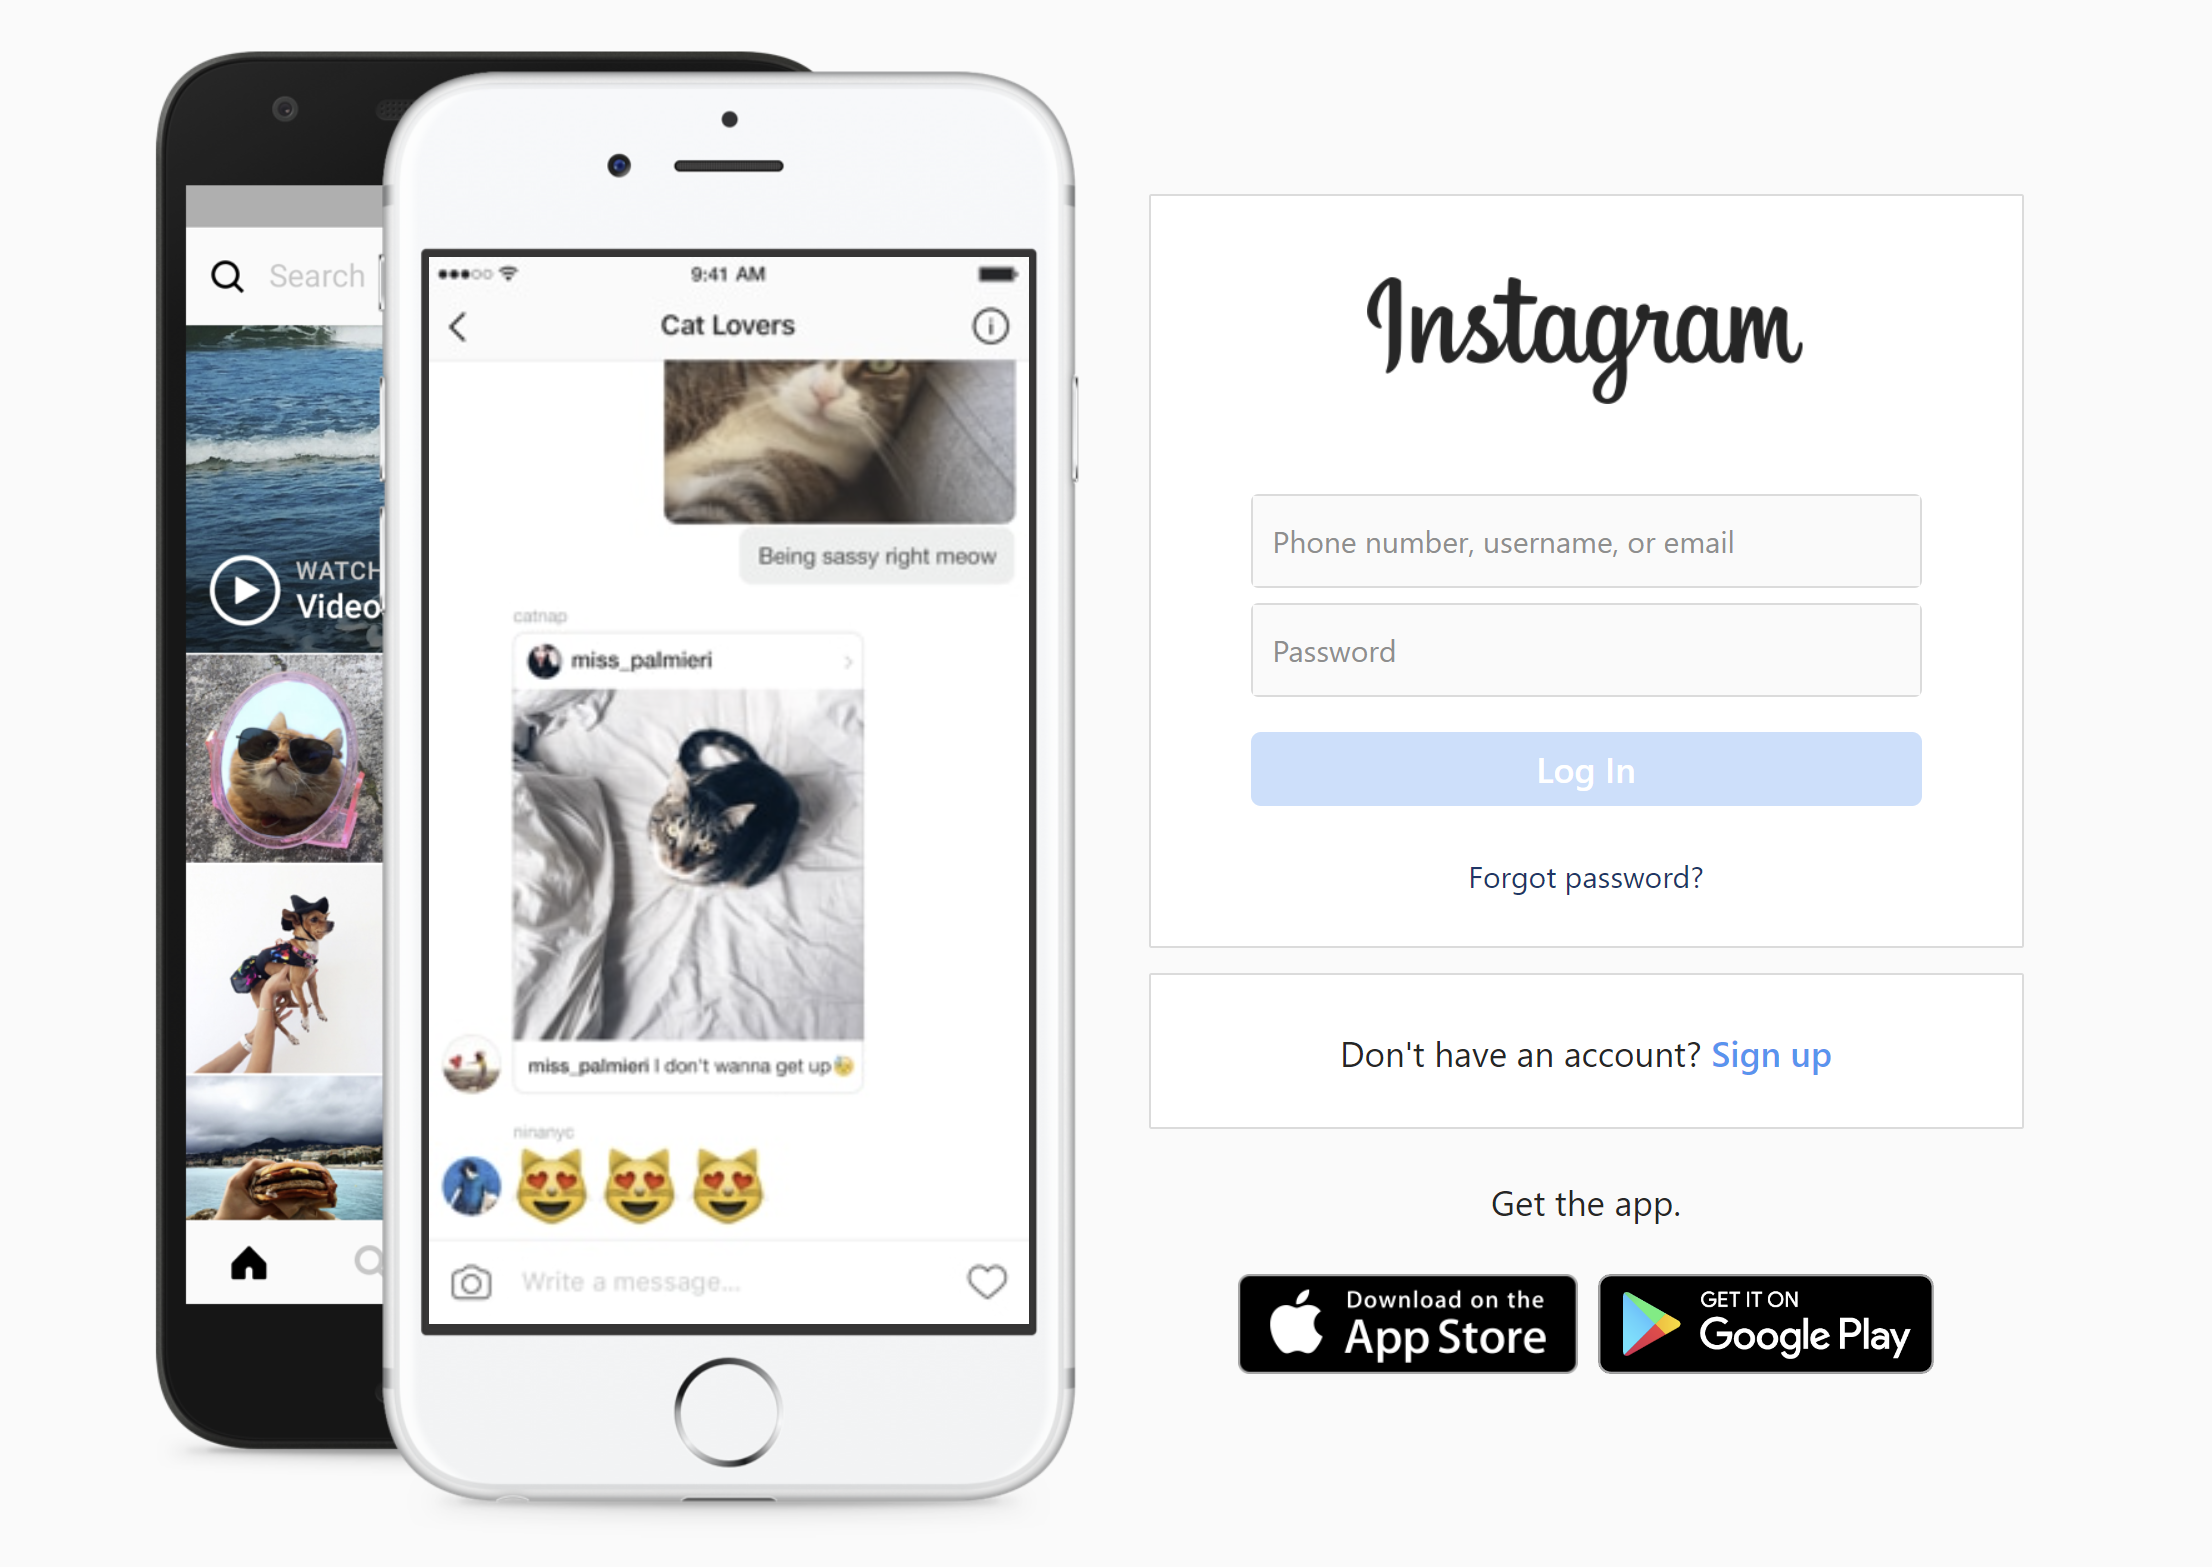 Search
WATCH
Video
9:41 AM
Cat Lovers
Being sassy right meow
catnap
miss_palmieri
miss_palmieri I don't wanna get up
ninanyc
Write a message...
Instagram
Phone number, username, or email
Password
Log In
Forgot password?
Don't have an account? Sign up
Get the app.
Download on the
App Store
GET IT ON
Google Play